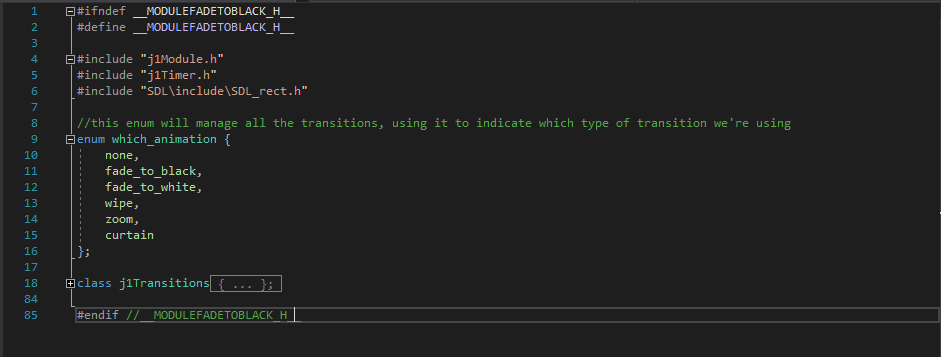 1 #ifndef __MODULEFADETOBLACK_H__
2 #define __MODULEFADETOBLACK_H__
3
4 #include "j1Module.h"
5 #include "j1Timer.h"
6 #include "SDL\include\SDL_rect.h"
7
8 //this enum will manage all the transitions, using it to indicate which type of transition we're using
9 enum which_animation {
10 none,
11 fade_to_black,
12 fade_to_white,
13 wipe,
14 zoom,
15 curtain
16 };
17
18 class j1Transitions { ... };
84
85 #endif //__MODULEFADETOBLACK_H__